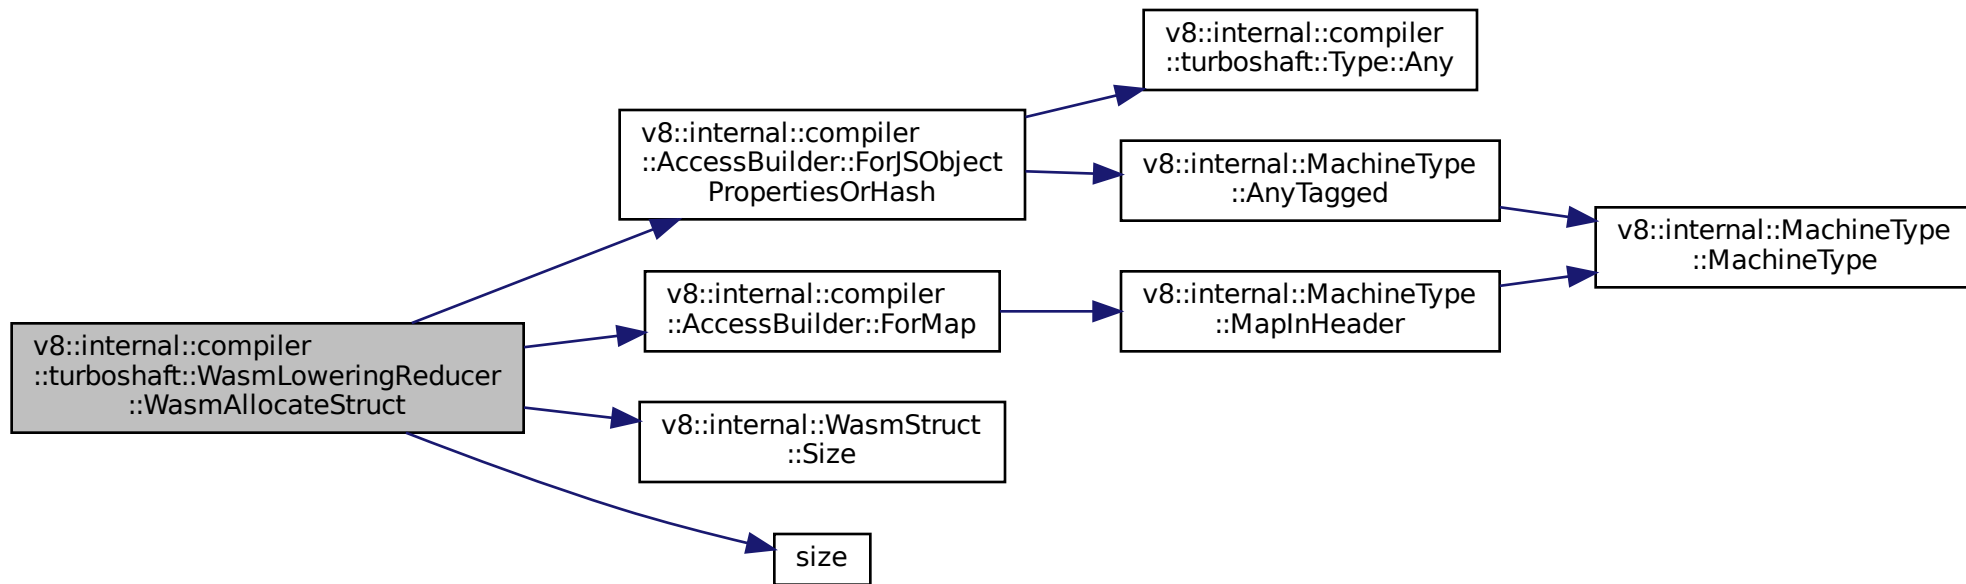 v8::internal::compiler
::turboshaft::WasmLoweringReducer
::WasmAllocateStruct
v8::internal::compiler
::AccessBuilder::ForJSObject
PropertiesOrHash
v8::internal::compiler
::turboshaft::Type::Any
v8::internal::MachineType
::AnyTagged
v8::internal::MachineType
::MachineType
v8::internal::compiler
::AccessBuilder::ForMap
v8::internal::MachineType
::MapInHeader
v8::internal::WasmStruct
::Size
size